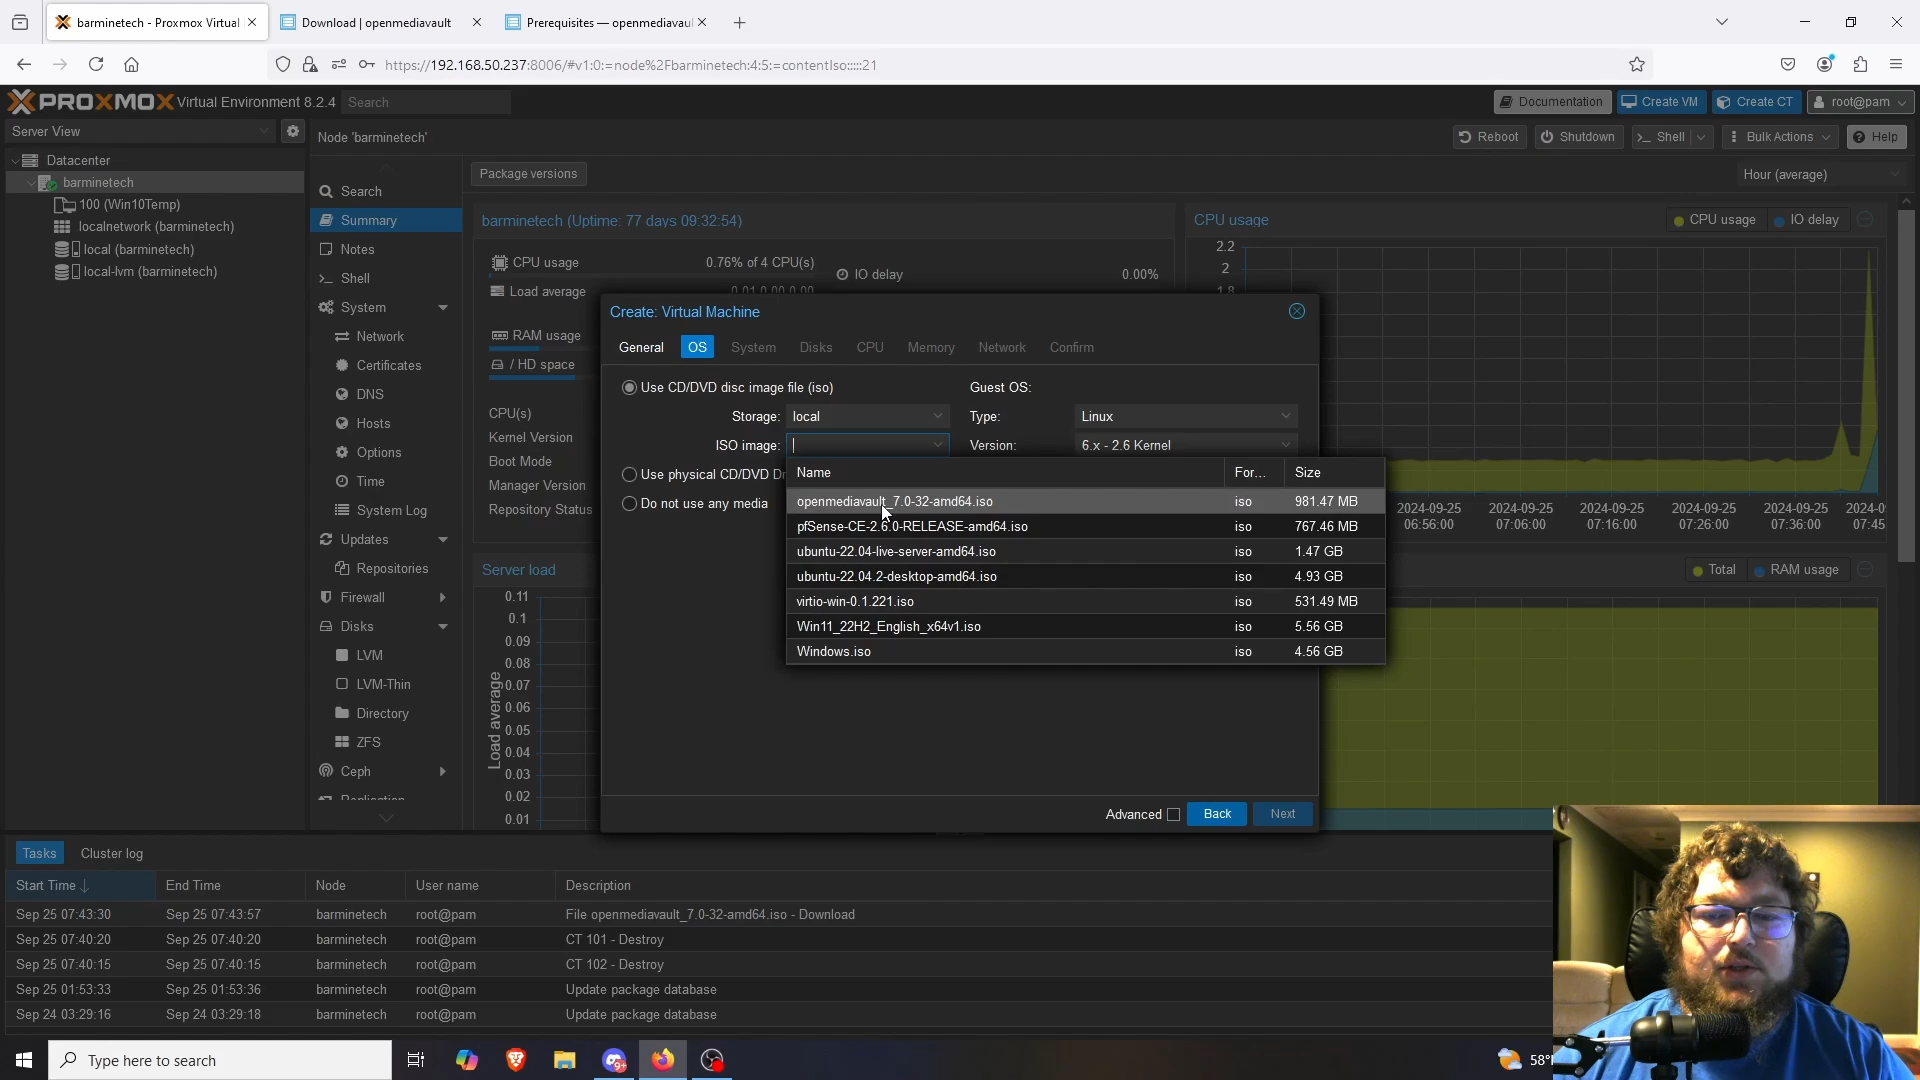 barminetech - Proxmox Virtual
Download | openmediavault
Prerequisites — openmediavau
https://192.168.50.237:8006/#v1:0:=node%2Fbarminetech:4:5:=contentIso:::::21
PROXMOX Virtual Environment 8.2.4
Search
Documentation
Create VM
Create CT
root@pam
Server View
Node 'barminetech'
Reboot
Shutdown
Shell
Bulk Actions
Help
Datacenter
barminetech
100 (Win10Temp)
localnetwork (barminetech)
local (barminetech)
local-lvm (barminetech)
Search
Summary
Notes
Shell
System
Network
Certificates
DNS
Hosts
Options
Time
System Log
Updates
Repositories
Firewall
Disks
LVM
LVM-Thin
Directory
ZFS
Ceph
Replication
Package versions
Hour (average)
barminetech (Uptime: 77 days 09:32:54)
CPU usage
0.76% of 4 CPU(s)
IO delay
0.00%
Load average
0.01,0.00,0.00
RAM usage
/ HD space
CPU(s)
Kernel Version
Boot Mode
Manager Version
Repository Status
CPU usage
CPU usage
IO delay
2.2
2
1.8
2024-09-25
06:56:00
2024-09-25
07:06:00
2024-09-25
07:16:00
2024-09-25
07:26:00
2024-09-25
07:36:00
2024-09
07:45
Server load
0.11
0.1
0.09
0.08
0.07
0.06
0.05
0.04
0.03
0.02
0.01
Load average
Total
RAM usage
Create: Virtual Machine
General
OS
System
Disks
CPU
Memory
Network
Confirm
Use CD/DVD disc image file (iso)
Guest OS:
Storage:
local
Type:
Linux
ISO image:
Version:
6.x - 2.6 Kernel
Use physical CD/DVD Dr
Do not use any media
Name
For...
Size
openmediavault_7.0-32-amd64.iso
iso
981.47 MB
pfSense-CE-2.6.0-RELEASE-amd64.iso
iso
767.46 MB
ubuntu-22.04-live-server-amd64.iso
iso
1.47 GB
ubuntu-22.04.2-desktop-amd64.iso
iso
4.93 GB
virtio-win-0.1.221.iso
iso
531.49 MB
Win11_22H2_English_x64v1.iso
iso
5.56 GB
Windows.iso
iso
4.56 GB
Advanced
Back
Next
Tasks
Cluster log
Start Time
End Time
Node
User name
Description
Sep 25 07:43:30
Sep 25 07:43:57
barminetech
root@pam
File openmediavault_7.0-32-amd64.iso - Download
Sep 25 07:40:20
Sep 25 07:40:20
barminetech
root@pam
CT 101 - Destroy
Sep 25 07:40:15
Sep 25 07:40:15
barminetech
root@pam
CT 102 - Destroy
Sep 25 01:53:33
Sep 25 01:53:36
barminetech
root@pam
Update package database
Sep 24 03:29:16
Sep 24 03:29:18
barminetech
root@pam
Update package database
Type here to search
58°